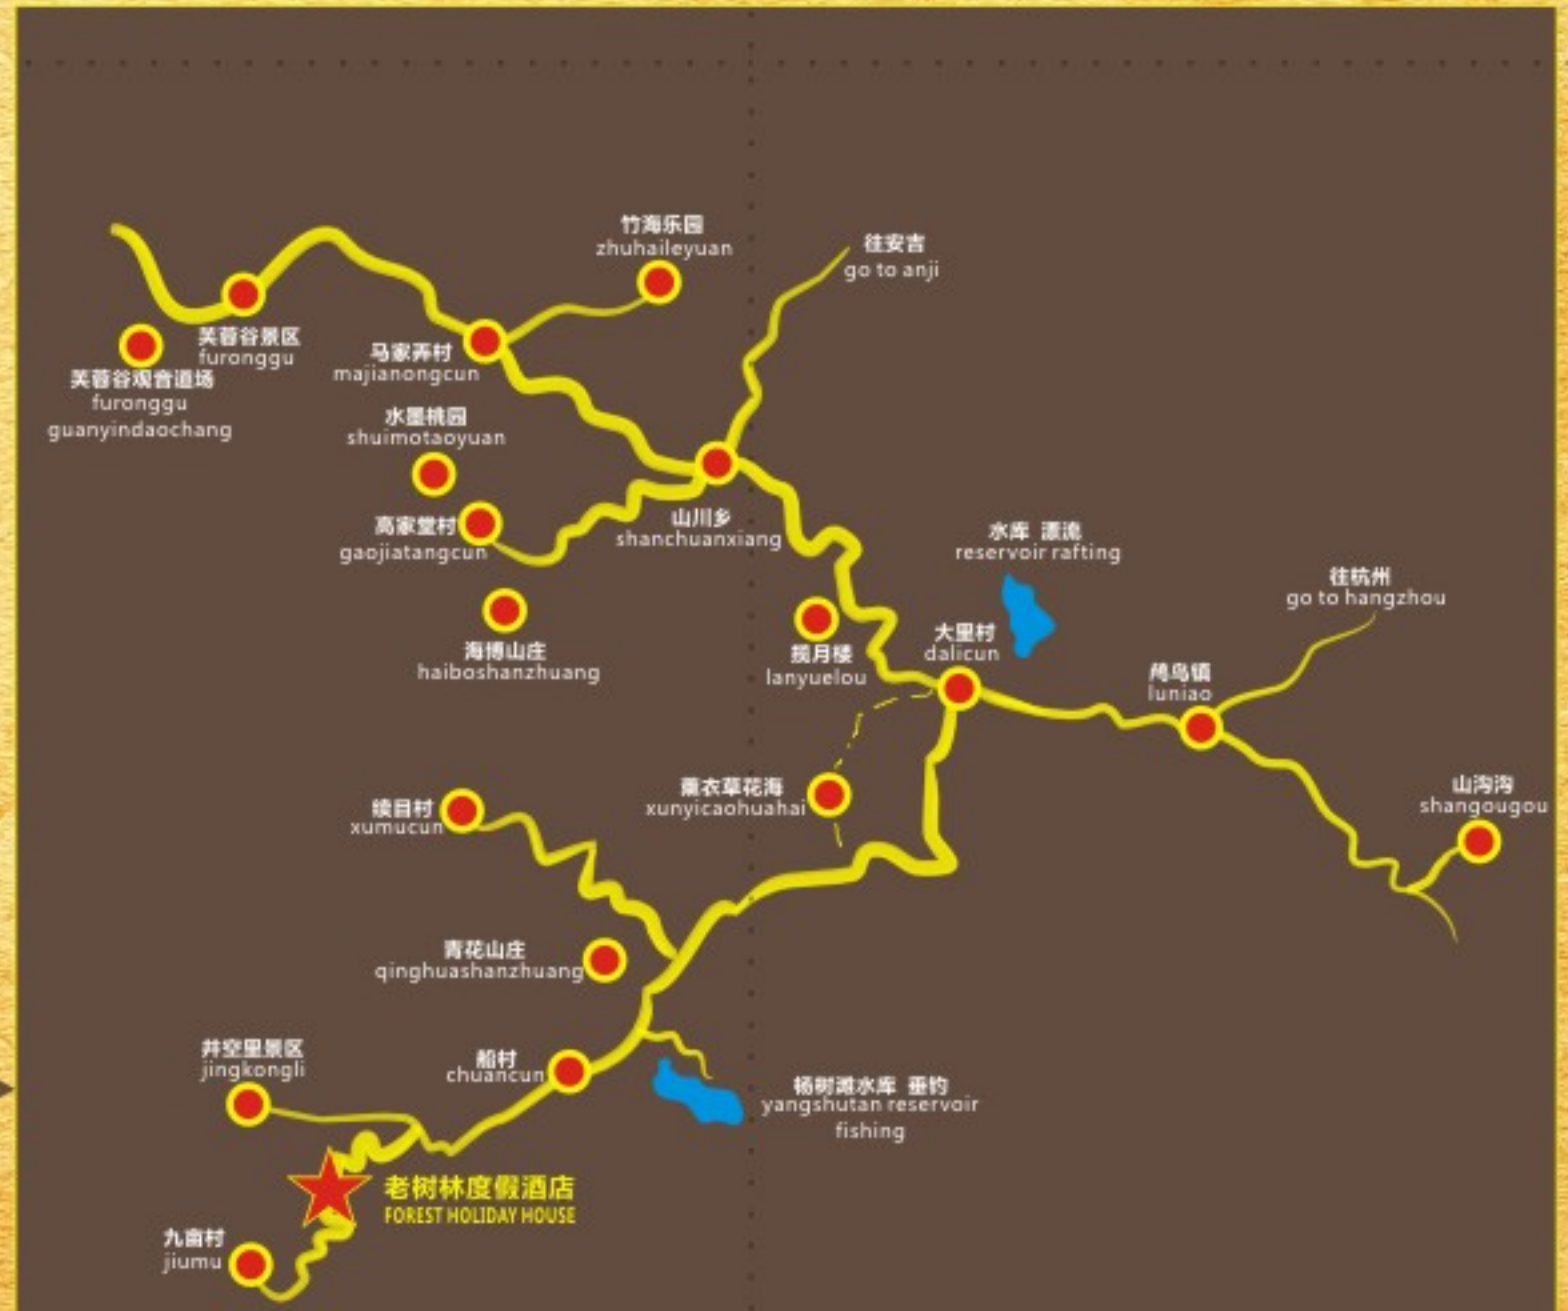 竹海乐园
zhuhaileyuan
往安吉
go to anji
芙蓉谷景区
furonggu
芙蓉谷观音道场
furonggu
guanyindaochang
马家弄村
majianongcun
水墨桃园
shuimotaoyuan
高家堂村
gaojiatangcun
山川乡
shanchuanxiang
水库 漂流
reservoir rafting
往杭州
go to hangzhou
海博山庄
haiboshanzhuang
揽月楼
lanyuelou
大里村
dalicun
鸬鸟镇
luniao
续目村
xumucun
薰衣草花海
xunyicaohuahai
山沟沟
shangougou
青花山庄
qinghuashanzhuang
井空里景区
jingkongli
船村
chuancun
杨树滩水库 垂钓
yangshutan reservoir
fishing
老树林度假酒店
FOREST HOLIDAY HOUSE
九亩村
jiumu